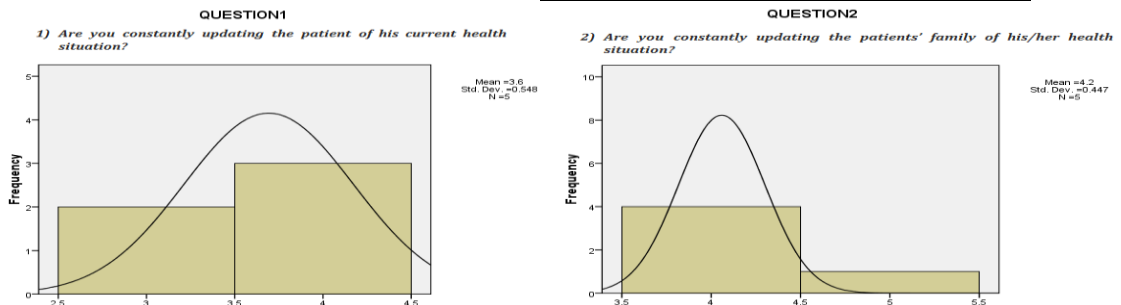 QUESTION1
1) Are you constantly updating the patient of his current health
situation?
Mean =3.6
Std. Dev. =0.548
N =5
Frequency
5
4
3
2
1
0
2.5 3 3.5 4 4.5
QUESTION2
2) Are you constantly updating the patients' family of his/her health
situation?
Mean =4.2
Std. Dev. =0.447
N =5
Frequency
10
8
6
4
2
0
3.5 4 4.5 5 5.5